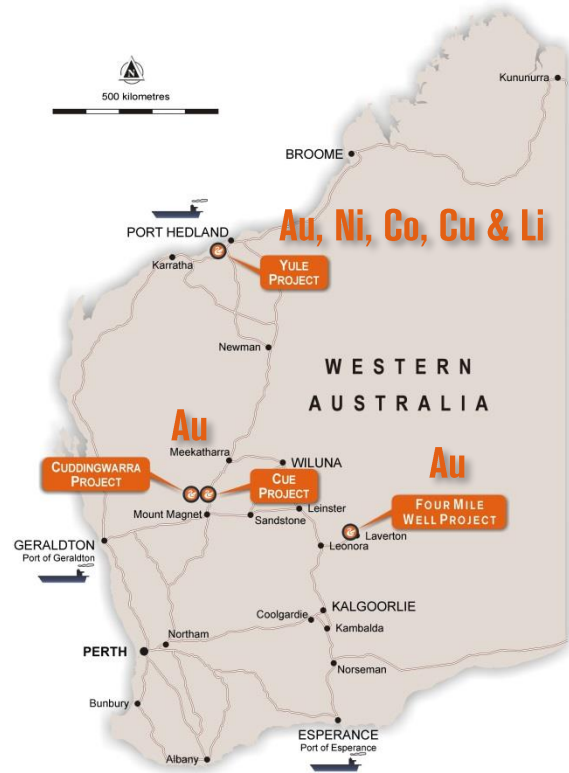 N
500 kilometres
Kununurra
BROOME
PORT HEDLAND
Au, Ni, Co, Cu & Li
Karratha
YULE
PROJECT
Newman
WESTERN
AUSTRALIA
Au
Meekatharra
WILUNA
Au
CUDDINGWARRA
PROJECT
CUE
PROJECT
Mount Magnet
Sandstone
Leinster
FOUR MILE
WELL PROJECT
Laverton
Leonora
GERALDTON
Port of Geraldton
KALGOORLIE
Coolgardie
Kambalda
Northam
PERTH
Norseman
Bunbury
ESPERANCE
Port of Esperance
Albany